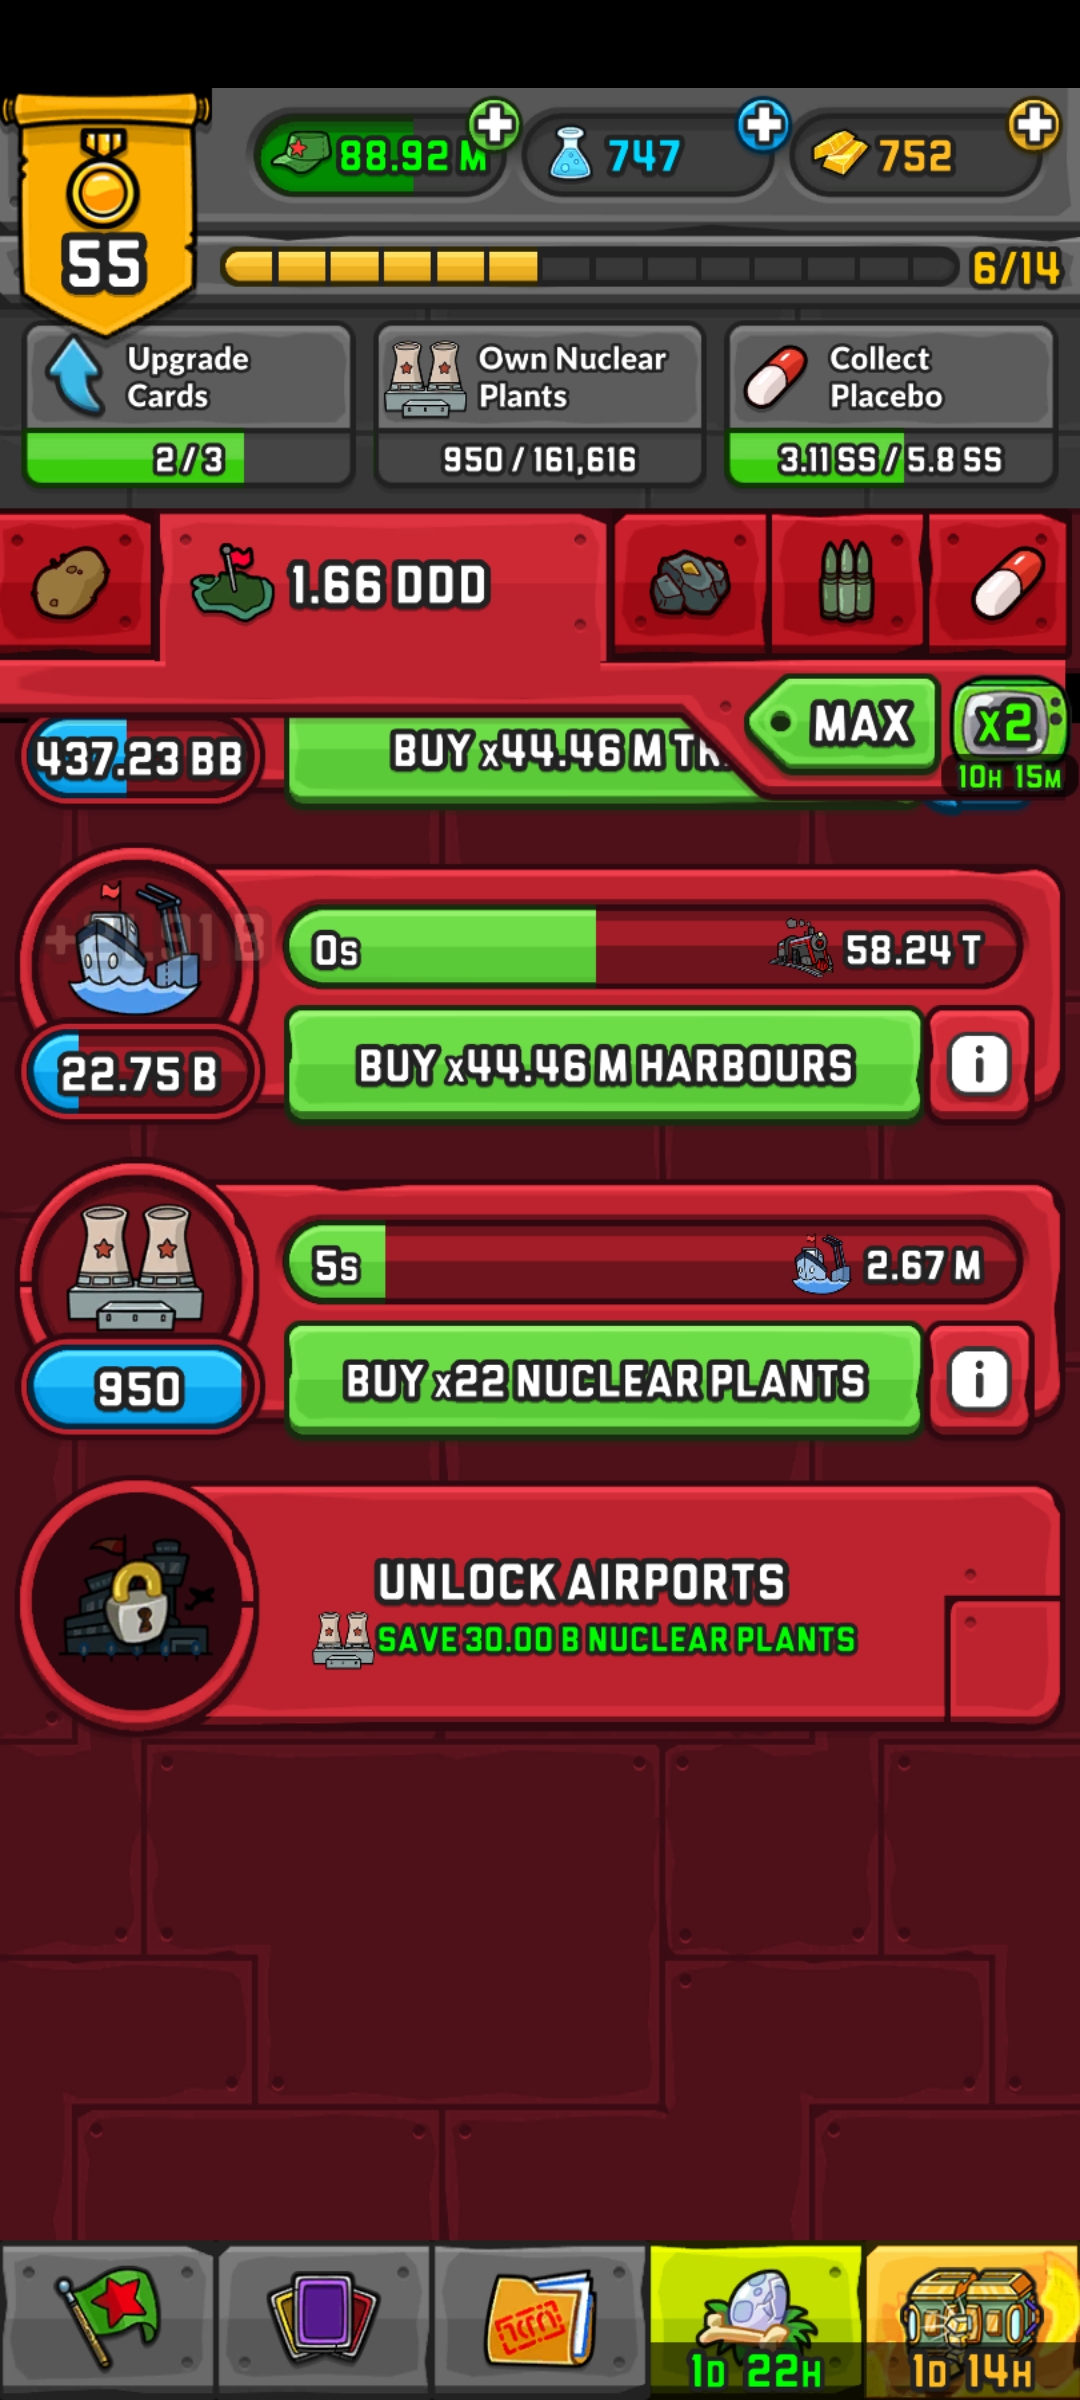 88.92 M
747
752
55
6/14
Upgrade
Cards
2/3
Own Nuclear
Plants
950/161,616
Collect
Placebo
3.11 SS/5.8 SS
1.66 DDD
MAX
x2
10H 15M
437.23 BB
BUY x44.46 M
0s
58.24 T
22.75 B
BUY x44.46 M HARBOURS
i
5s
2.67 M
950
BUY x22 NUCLEAR PLANTS
i
UNLOCK AIRPORTS
SAVE 30.00 B NUCLEAR PLANTS
1D 22H
1D 14H